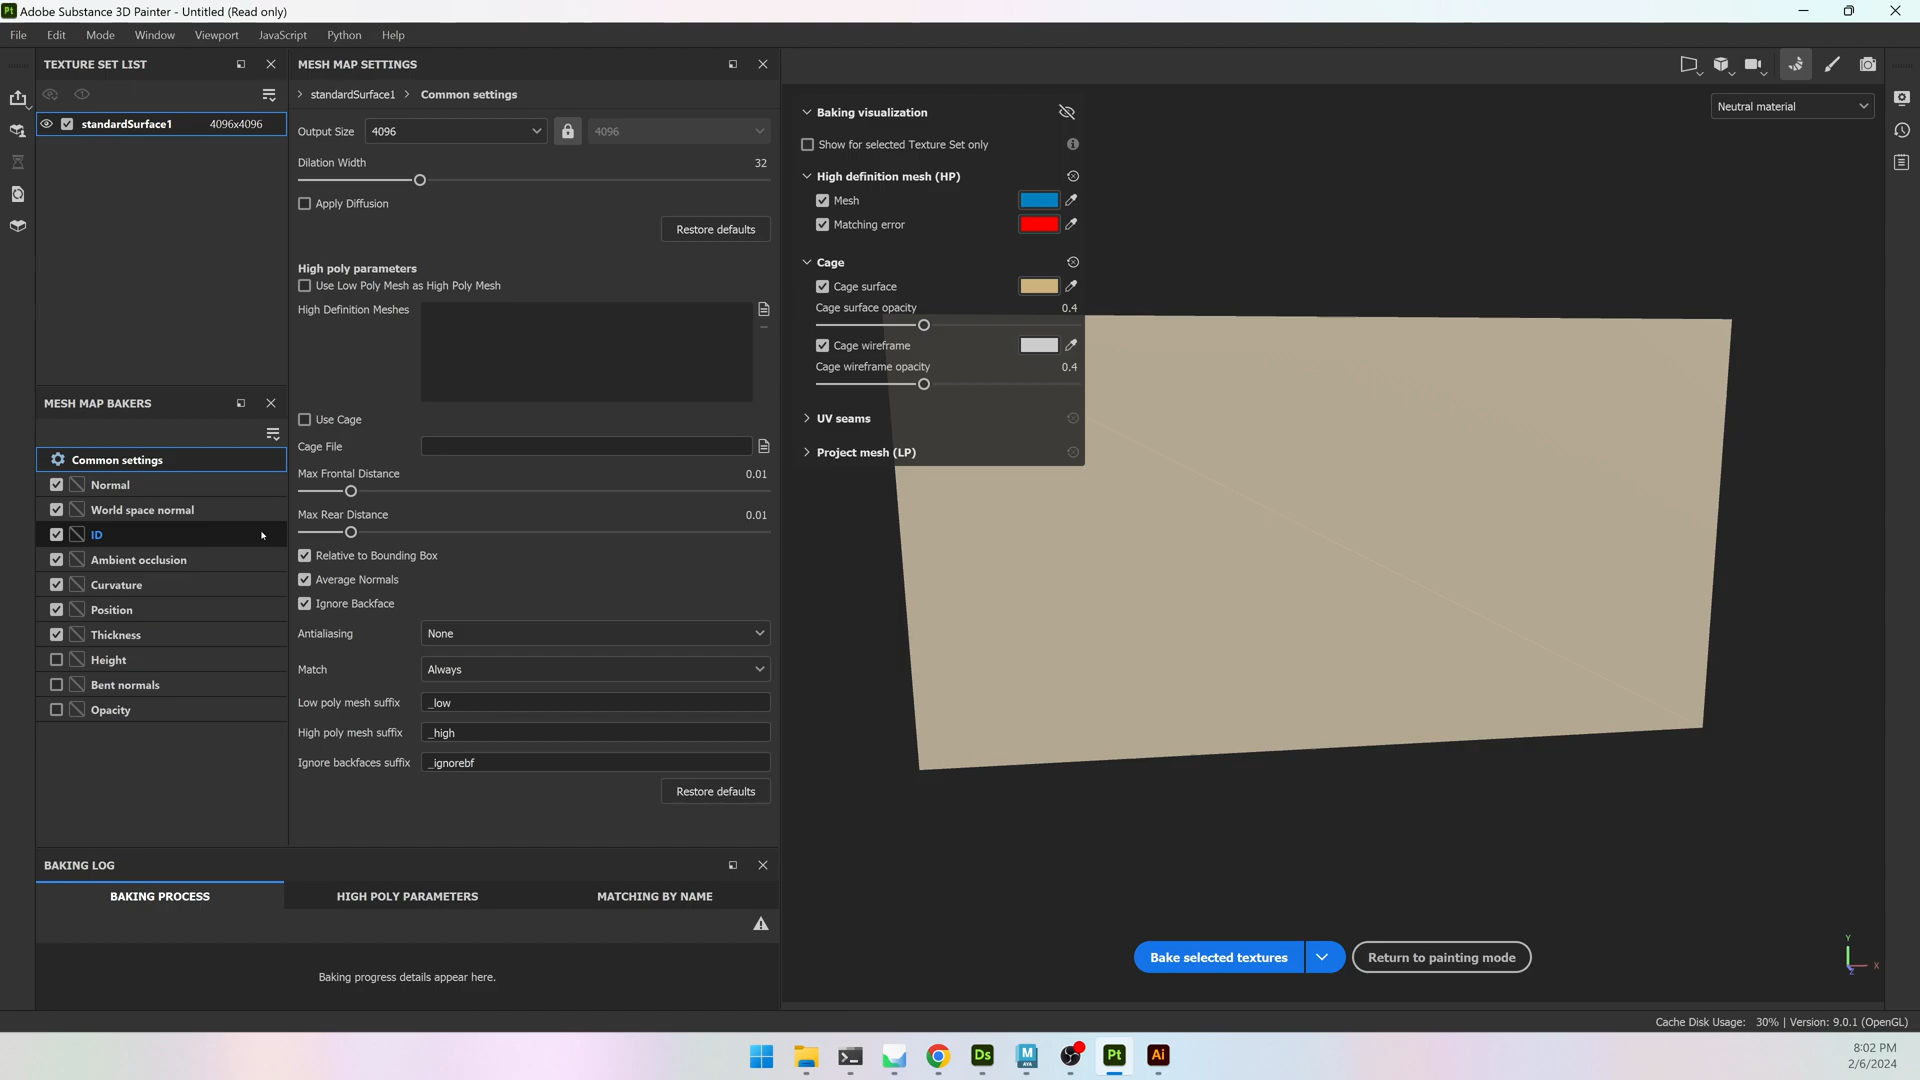 Pt Adobe Substance 3D Painter - Untitled (Read only)
File Edit Mode Window Viewport JavaScript Python Help
TEXTURE SET LIST
standardSurface1 4096x4096
MESH MAP BAKERS
Common settings
Normal
World space normal
ID
Ambient occlusion
Curvature
Position
Thickness
Height
Bent normals
Opacity
MESH MAP SETTINGS
standardSurface1 > Common settings
Output Size 4096 4096
Dilation Width 32
Apply Diffusion
Restore defaults
High poly parameters
Use Low Poly Mesh as High Poly Mesh
High Definition Meshes
Use Cage
Cage File
Max Frontal Distance 0.01
Max Rear Distance 0.01
Relative to Bounding Box
Average Normals
Ignore Backface
Antialiasing None
Match Always
Low poly mesh suffix _low
High poly mesh suffix _high
Ignore backfaces suffix _ignorebf
Restore defaults
BAKING LOG
BAKING PROCESS HIGH POLY PARAMETERS MATCHING BY NAME
Baking progress details appear here.
Neutral material
Baking visualization
Show for selected Texture Set only
High definition mesh (HP)
Mesh
Matching error
Cage
Cage surface
Cage surface opacity 0.4
Cage wireframe
Cage wireframe opacity 0.4
UV seams
Project mesh (LP)
Bake selected textures
Return to painting mode
Y
X
Z
Cache Disk Usage: 30% | Version: 9.0.1 (OpenGL)
Ds M AYA Pt Ai
8:02 PM
2/6/2024